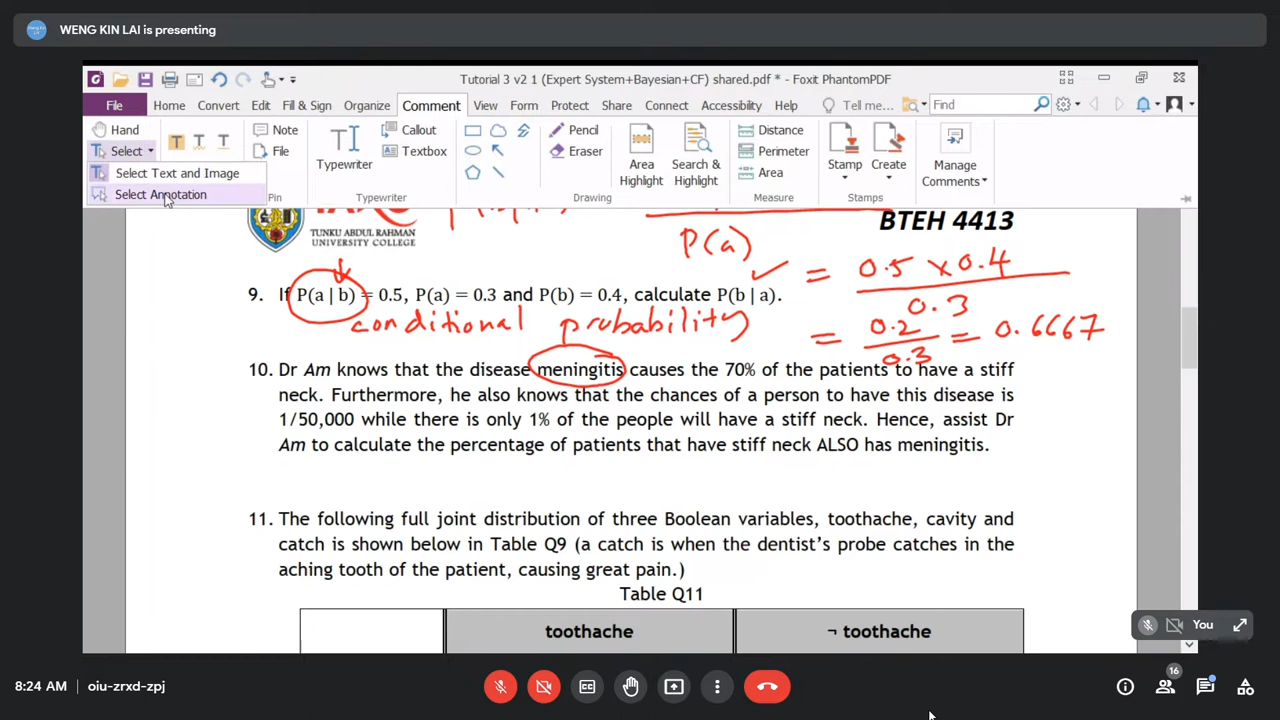 WENG KIN LAI is presenting
Tutorial 3 v2 1 (Expert System+Bayesian+CF) shared.pdf * - Foxit PhantomPDF
File Home Convert Edit Fill & Sign Organize Comment View Form Protect Share Connect Accessibility Help Tell me... Find
Hand
Select
Select Text and Image
Select Annotation
T T T
Note
File
Pin
Typewriter
Callout
Textbox
Typewriter
Pencil
Eraser
Area Highlight
Search & Highlight
Drawing
Distance
Perimeter
Area
Measure
Stamp
Create
Stamps
Manage Comments
TUNKU ABDUL RAHMAN
UNIVERSITY COLLEGE
P(a)
BTEH 4413
= 0.5 x 0.4
0.3
9. If P(a | b) = 0.5, P(a) = 0.3 and P(b) = 0.4, calculate P(b | a).
conditional probability
= 0.2 = 0.6667
0.3
10. Dr Am knows that the disease meningitis causes the 70% of the patients to have a stiff
neck. Furthermore, he also knows that the chances of a person to have this disease is
1/50,000 while there is only 1% of the people will have a stiff neck. Hence, assist Dr
Am to calculate the percentage of patients that have stiff neck ALSO has meningitis.
11. The following full joint distribution of three Boolean variables, toothache, cavity and
catch is shown below in Table Q9 (a catch is when the dentist's probe catches in the
aching tooth of the patient, causing great pain.)
Table Q11
toothache ¬ toothache
You
8:24 AM oiu-zrxd-zpj
16